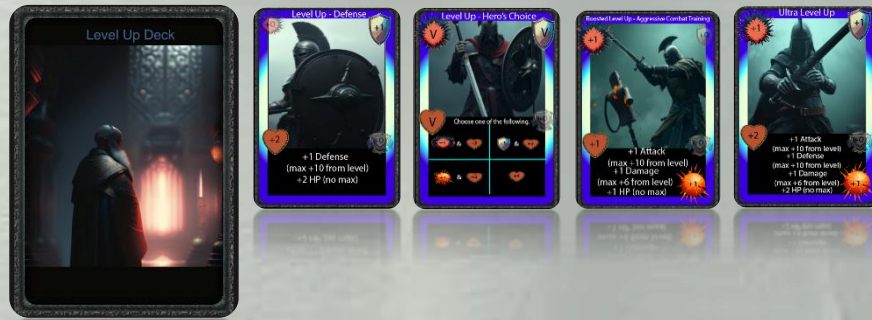 Level Up Deck
Level Up - Defense
+1
+2
+1 Defense
(max +10 from level)
+2 HP (no max)
Level Up - Hero's Choice
V
V
V
Choose one of the following.
&
&
&
Boosted Level Up - Aggressive Combat Training
+1
+1
+1 Attack
(max +10 from level)
+1 Damage
(max +6 from level)
+1 HP (no max)
+1
Ultra Level Up
+1
+1
+2
+1 Attack
(max +10 from level)
+1 Defense
(max +10 from level)
+1 Damage
(max +6 from level)
+2 HP (no max)
+1